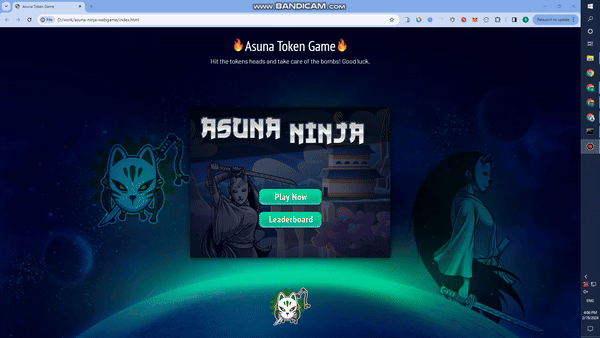 WWW.BANDICAM.COM
Asuna Token Game
File
D:/work/asuna-ninja-webgame/index.html
Relaunch to update
🔥Asuna Token Game🔥
Hit the tokens heads and take care of the bombs! Good luck.
ASUNA NINJA
Play Now
Leaderboard
ENG
4:06 PM
2/19/2024